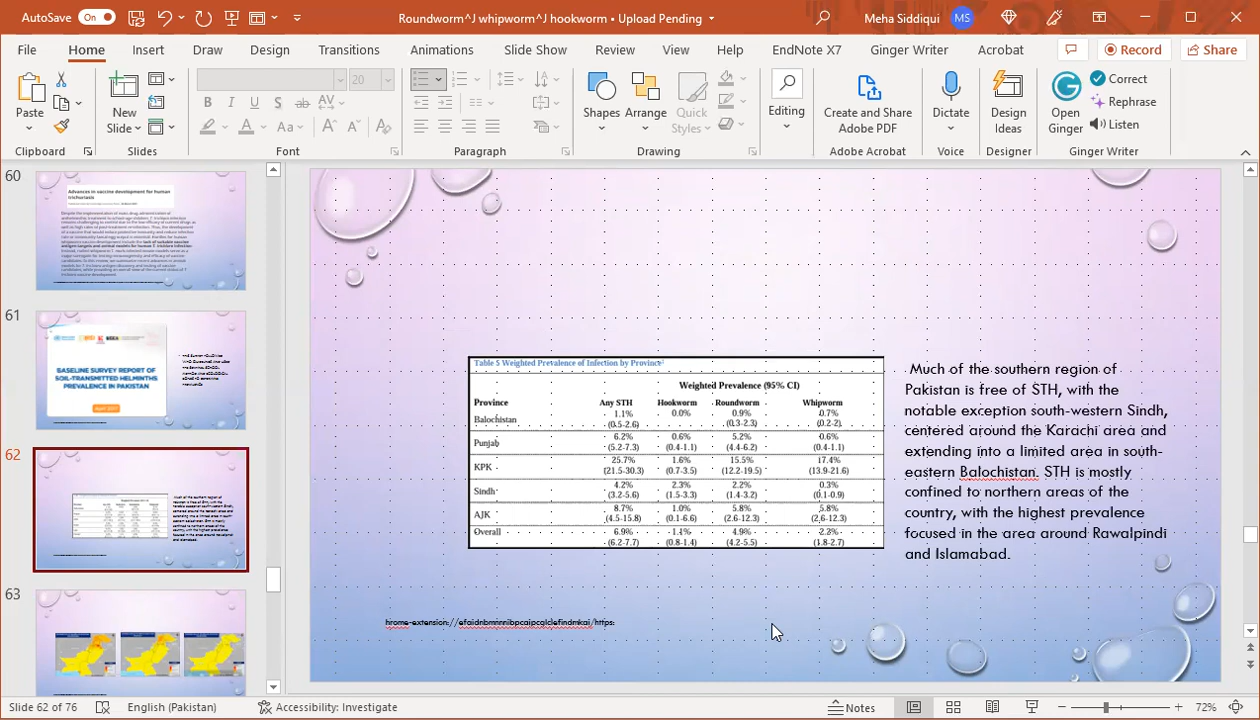 AutoSave On
Roundworm^J whipworm^J hookworm • Upload Pending
Meha Siddiqui MS
File Home Insert Draw Design Transitions Animations Slide Show Review View Help EndNote X7 Ginger Writer Acrobat Record Share
20
Paste New Slide Shapes Arrange Quick Styles Editing Create and Share Adobe PDF Dictate Design Ideas Open Ginger Correct Rephrase Listen
Clipboard Slides Font Paragraph Drawing Adobe Acrobat Voice Designer Ginger Writer
60
Advances in vaccine development for human trichuriasis
61
BASELINE SURVEY REPORT OF
SOIL-TRANSMITTED HELMINTHS
PREVALENCE IN PAKISTAN
62
63
Table 5 Weighted Prevalence of Infection by Province
Weighted Prevalence (95% CI)
Province Any STH Hookworm Roundworm Whipworm
Balochistan 1.1% 0.0% 0.9% 0.7%
(0.5-2.6) (0.3-2.3) (0.2-2)
Punjab 6.2% 0.6% 5.2% 0.6%
(5.2-7.3) (0.4-1.1) (4.4-6.2) (0.4-1.1)
KPK 25.7% 1.6% 15.5% 17.4%
(21.5-30.3) (0.7-3.5) (12.2-19.5) (13.9-21.6)
Sindh 4.2% 2.3% 2.2% 0.3%
(3.2-5.6) (1.5-3.3) (1.4-3.2) (0.1-0.9)
AJK 8.7% 1.0% 5.8% 5.8%
(4.5-15.8) (0.1-6.6) (2.6-12.3) (2.6-12.3)
Overall 6.9% 1.1% 4.9% 2.2%
(6.2-7.7) (0.8-1.4) (4.2-5.5) (1.8-2.7)
Much of the southern region of
Pakistan is free of STH, with the
notable exception south-western Sindh,
centered around the Karachi area and
extending into a limited area in south-
eastern Balochistan. STH is mostly
confined to northern areas of the
country, with the highest prevalence
focused in the area around Rawalpindi
and Islamabad.
hrome-extension://efaidnbmnnnibpcajpcglclefindmkaj/https:
Slide 62 of 76 English (Pakistan) Accessibility: Investigate Notes 72%